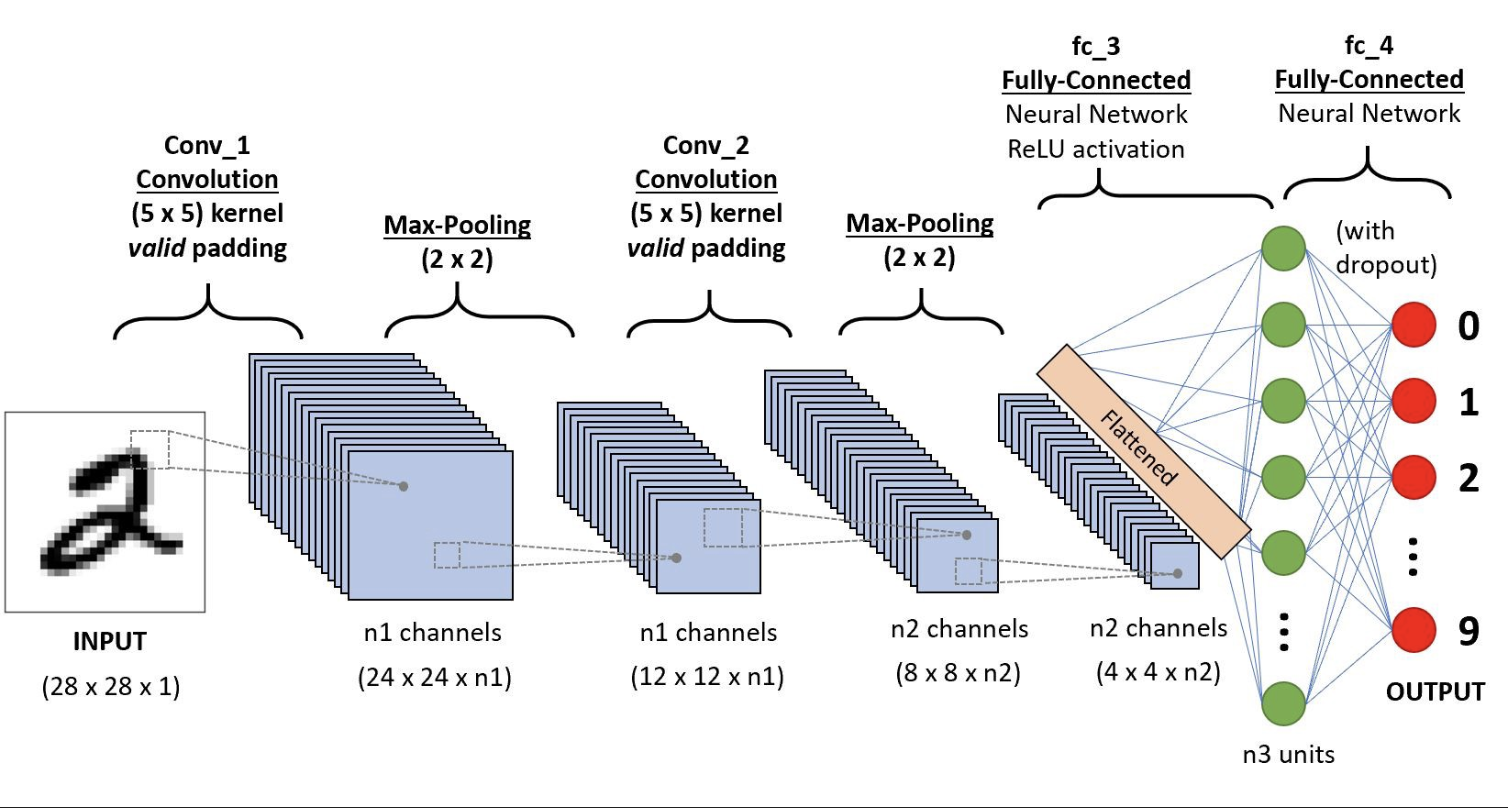 Conv_1
Convolution
(5 x 5) kernel
valid padding
Max-Pooling
(2 x 2)
Conv_2
Convolution
(5 x 5) kernel
valid padding
Max-Pooling
(2 x 2)
fc_3
Fully-Connected
Neural Network
ReLU activation
fc_4
Fully-Connected
Neural Network
(with
dropout)
Flattened
0
1
2
9
OUTPUT
INPUT
(28 x 28 x 1)
n1 channels
(24 x 24 x n1)
n1 channels
(12 x 12 x n1)
n2 channels
(8 x 8 x n2)
n2 channels
(4 x 4 x n2)
n3 units
2